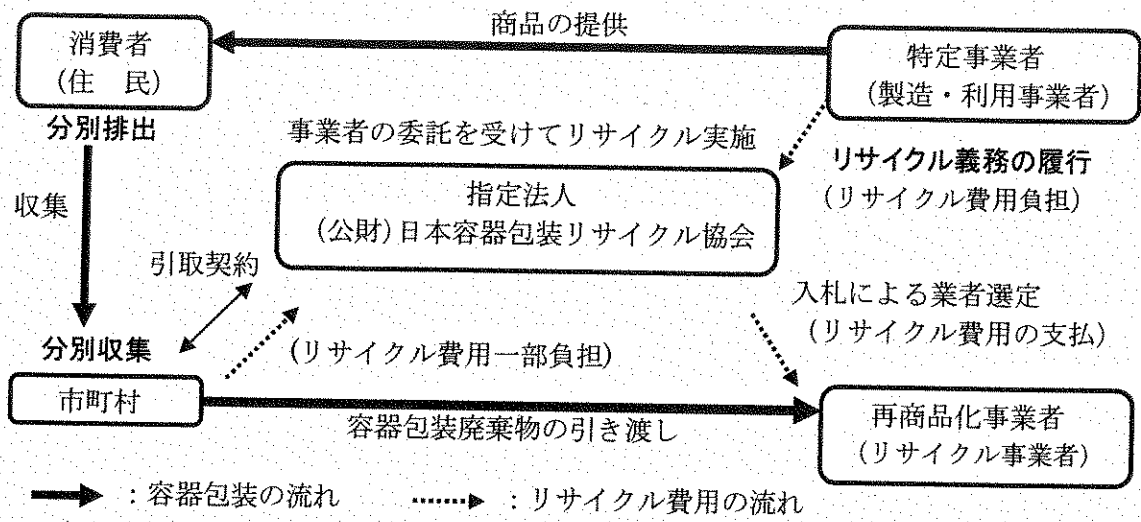 商品の提供
消費者
(住　民)
特定事業者
(製造・利用事業者)
分別排出
事業者の委託を受けてリサイクル実施
リサイクル義務の履行
(リサイクル費用負担)
収集
指定法人
(公財)日本容器包装リサイクル協会
引取契約
入札による業者選定
(リサイクル費用の支払)
分別収集
(リサイクル費用一部負担)
市町村
容器包装廃棄物の引き渡し
再商品化事業者
(リサイクル事業者)
：容器包装の流れ
：リサイクル費用の流れ